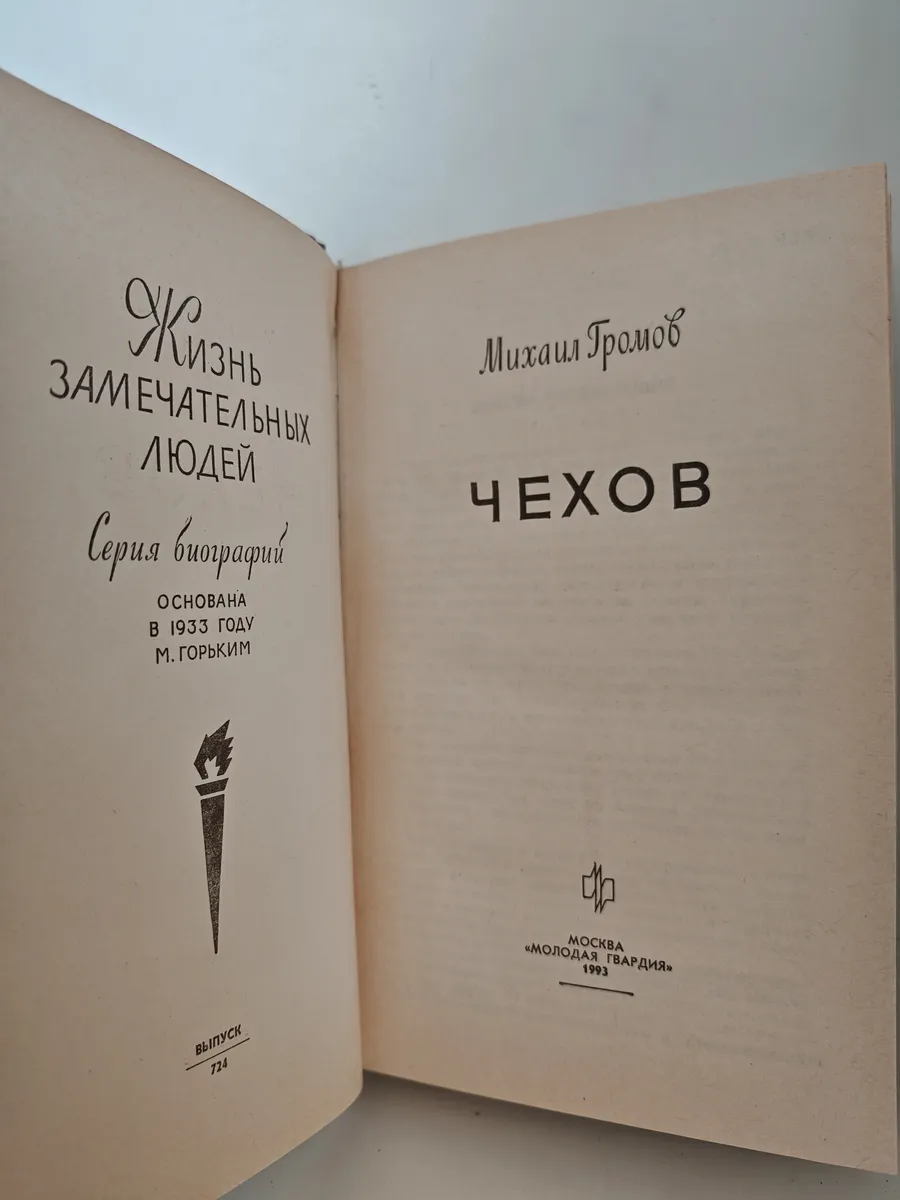 Жизнь
ЗАМЕЧАТЕЛЬНЫХ
ЛЮДЕЙ
Серия биографий
ОСНОВАНА
В 1933 ГОДУ
М. ГОРЬКИМ
ВЫПУСК
724
Михаил Громов
ЧЕХОВ
МОСКВА
«МОЛОДАЯ ГВАРДИЯ»
1993